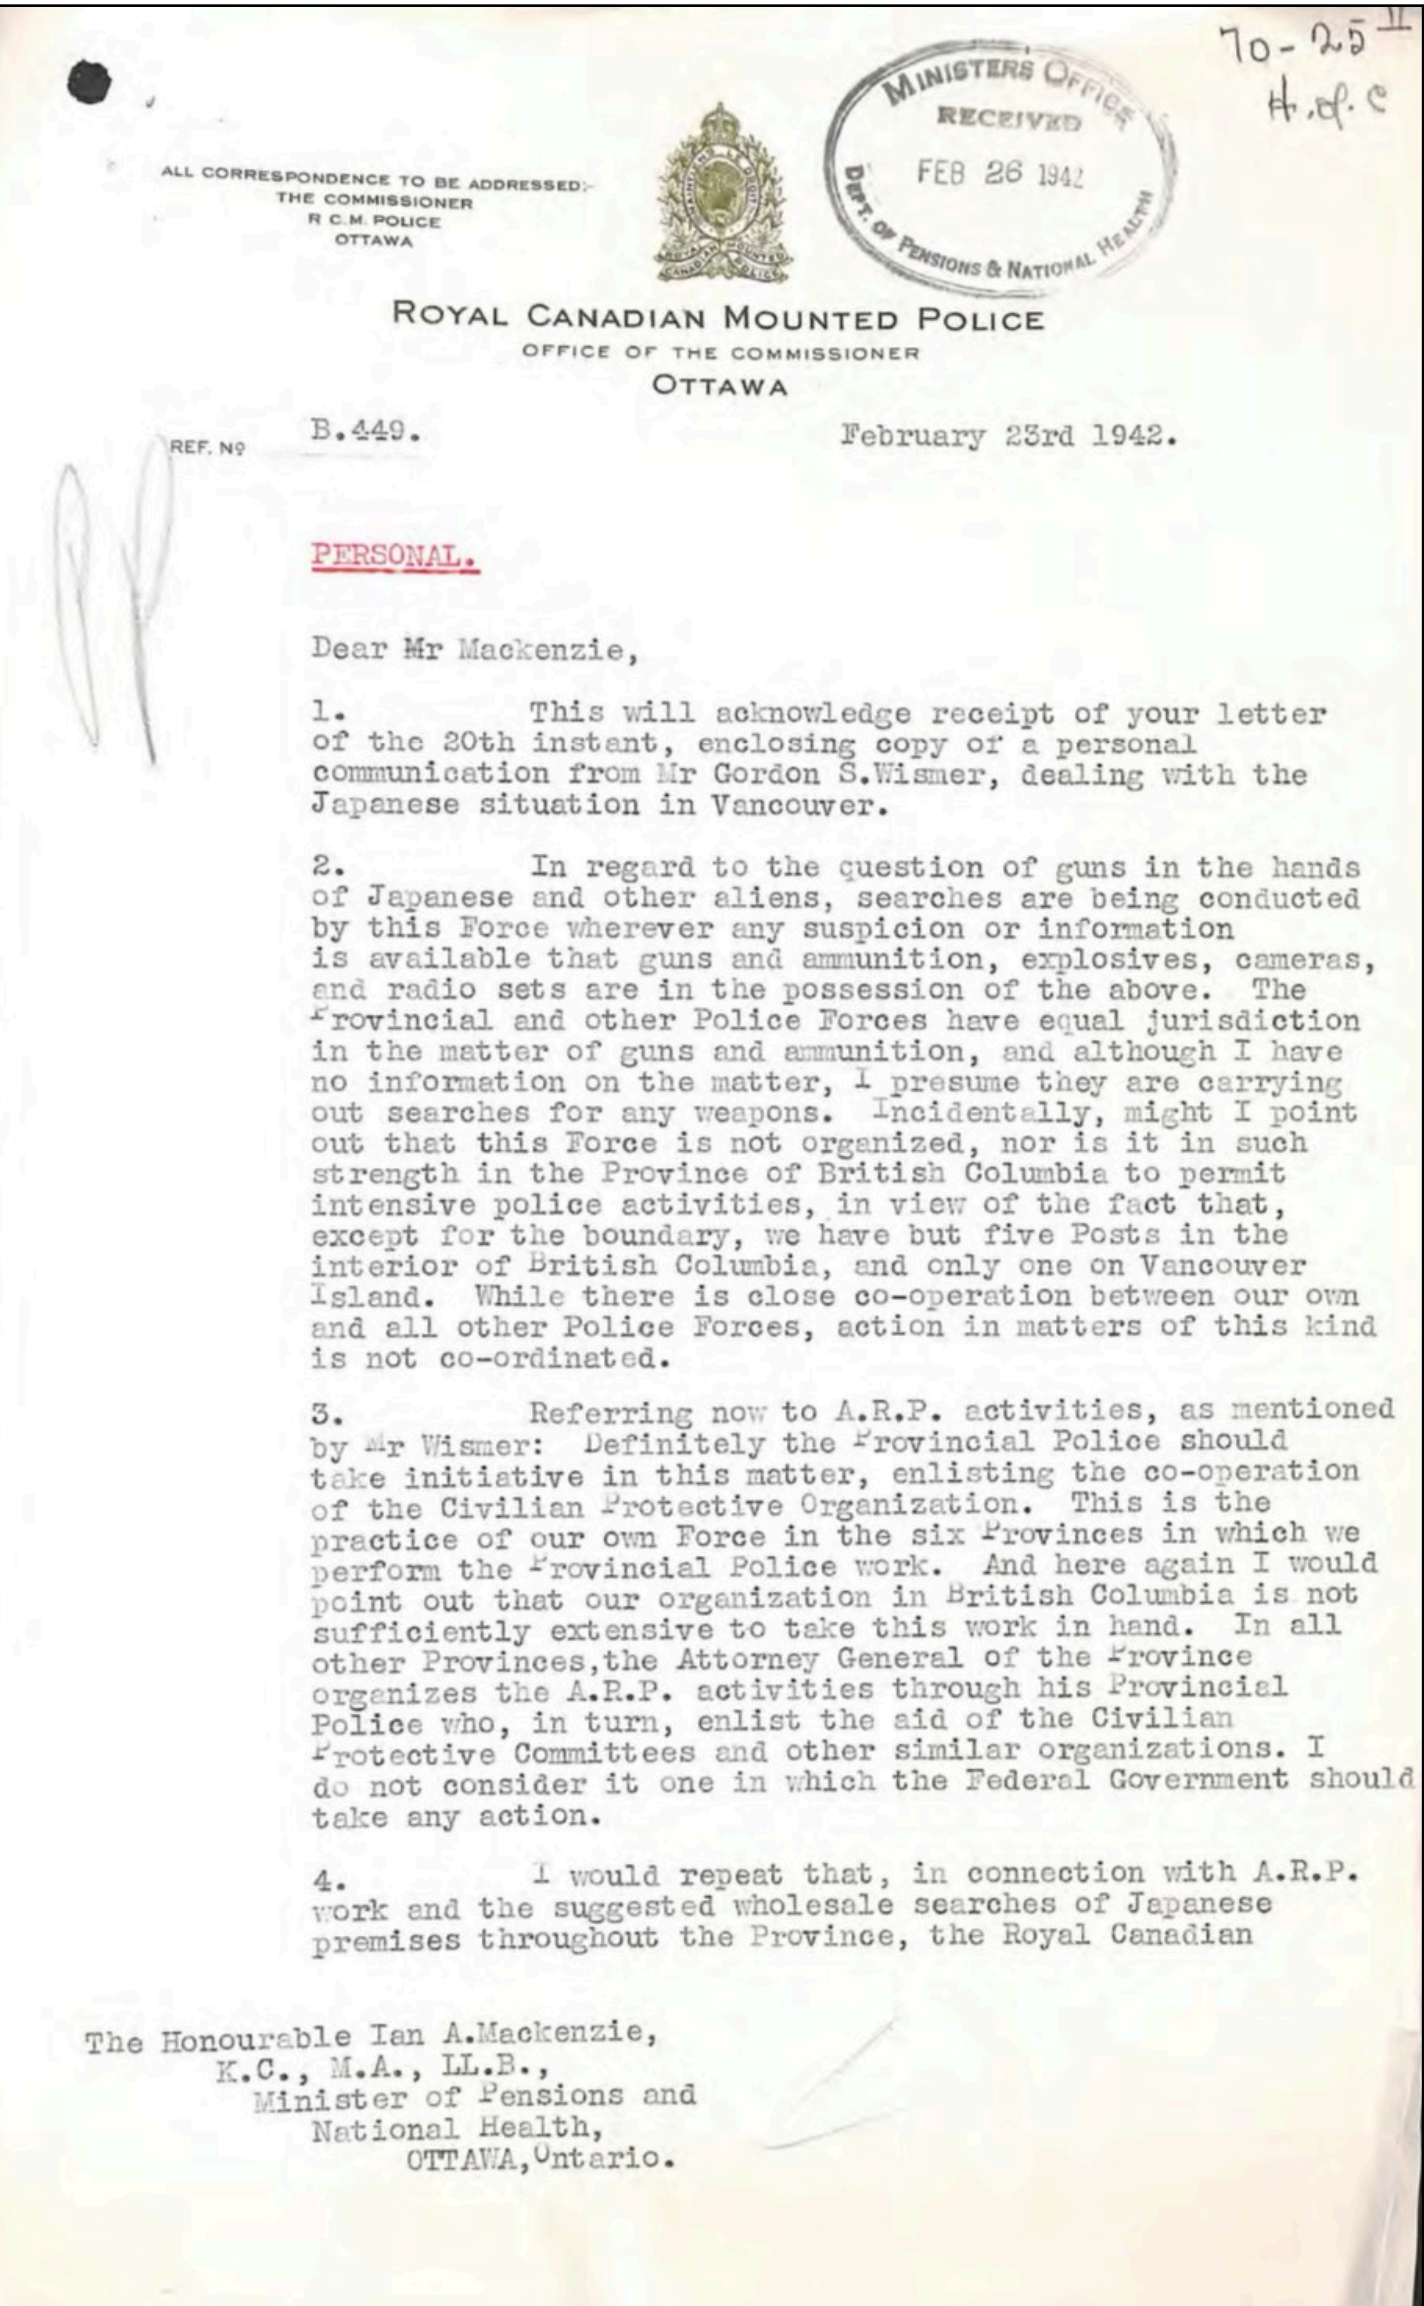 70-25 II
H.of.C
MINISTERS OFFICE
RECEIVED
FEB 26 1942
DEPT. OF PENSIONS & NATIONAL HEALTH
ALL CORRESPONDENCE TO BE ADDRESSED:-
THE COMMISSIONER
R C.M. POLICE
OTTAWA
MAINTIENS LE DROIT
ROYAL CANADIAN MOUNTED POLICE
ROYAL CANADIAN MOUNTED POLICE
OFFICE OF THE COMMISSIONER
OTTAWA
REF. Nº B.449.
February 23rd 1942.
PERSONAL.
Dear Mr Mackenzie,
1. This will acknowledge receipt of your letter
of the 20th instant, enclosing copy of a personal
communication from Mr Gordon S.Wismer, dealing with the
Japanese situation in Vancouver.
2. In regard to the question of guns in the hands
of Japanese and other aliens, searches are being conducted
by this Force wherever any suspicion or information
is available that guns and ammunition, explosives, cameras,
and radio sets are in the possession of the above. The
Provincial and other Police Forces have equal jurisdiction
in the matter of guns and ammunition, and although I have
no information on the matter, I presume they are carrying
out searches for any weapons. Incidentally, might I point
out that this Force is not organized, nor is it in such
strength in the Province of British Columbia to permit
intensive police activities, in view of the fact that,
except for the boundary, we have but five Posts in the
interior of British Columbia, and only one on Vancouver
Island. While there is close co-operation between our own
and all other Police Forces, action in matters of this kind
is not co-ordinated.
3. Referring now to A.R.P. activities, as mentioned
by Mr Wismer: Definitely the Provincial Police should
take initiative in this matter, enlisting the co-operation
of the Civilian Protective Organization. This is the
practice of our own Force in the six Provinces in which we
perform the Provincial Police work. And here again I would
point out that our organization in British Columbia is not
sufficiently extensive to take this work in hand. In all
other Provinces,the Attorney General of the Province
organizes the A.R.P. activities through his Provincial
Police who, in turn, enlist the aid of the Civilian
Protective Committees and other similar organizations. I
do not consider it one in which the Federal Government should
take any action.
4. I would repeat that, in connection with A.R.P.
work and the suggested wholesale searches of Japanese
premises throughout the Province, the Royal Canadian
The Honourable Ian A.Mackenzie,
K.C., M.A., LL.B.,
Minister of Pensions and
National Health,
OTTAWA,Ontario.